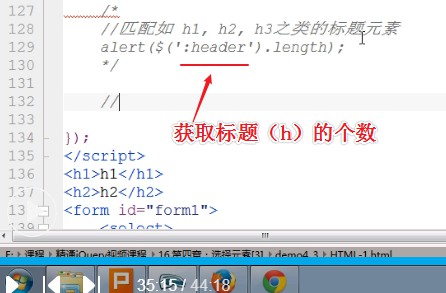 127 /*
128 //匹配如 h1, h2, h3之类的标题元素
129 alert($(':header').length);
130 */
131
132 //
133
134 });
135 </script>
136 <h1>h1</h1>
137 <h2>h2</h2>
138 <form id="form1">
139 <select>
获取标题（h）的个数
F: 课程 精通jQuery视频课程 16.第四章：选择元素[3] demo4_3 HTML-1.html
35:15 / 44:18